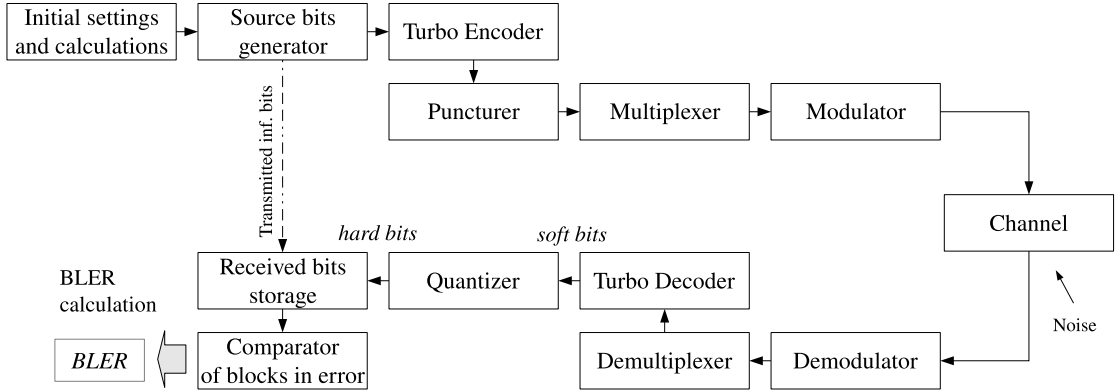 Initial settings
and calculations
Source bits
generator
Turbo Encoder
Puncturer
Multiplexer
Modulator
Transmitted inf. bits
Channel
Noise
hard bits
soft bits
Received bits
storage
Quantizer
Turbo Decoder
BLER
calculation
BLER
Comparator
of blocks in error
Demultiplexer
Demodulator